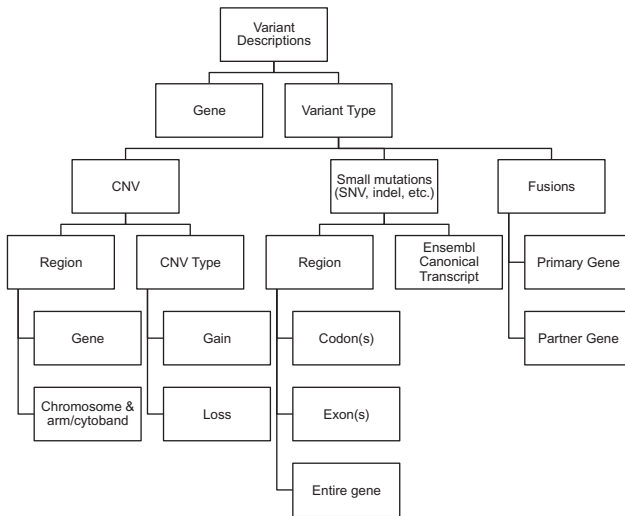 Variant
Descriptions
Gene
Variant Type
CNV
Small mutations
(SNV, indel, etc.)
Fusions
Region
CNV Type
Region
Ensembl
Canonical
Transcript
Primary Gene
Gene
Gain
Codon(s)
Partner Gene
Chromosome &
arm/cytoband
Loss
Exon(s)
Entire gene